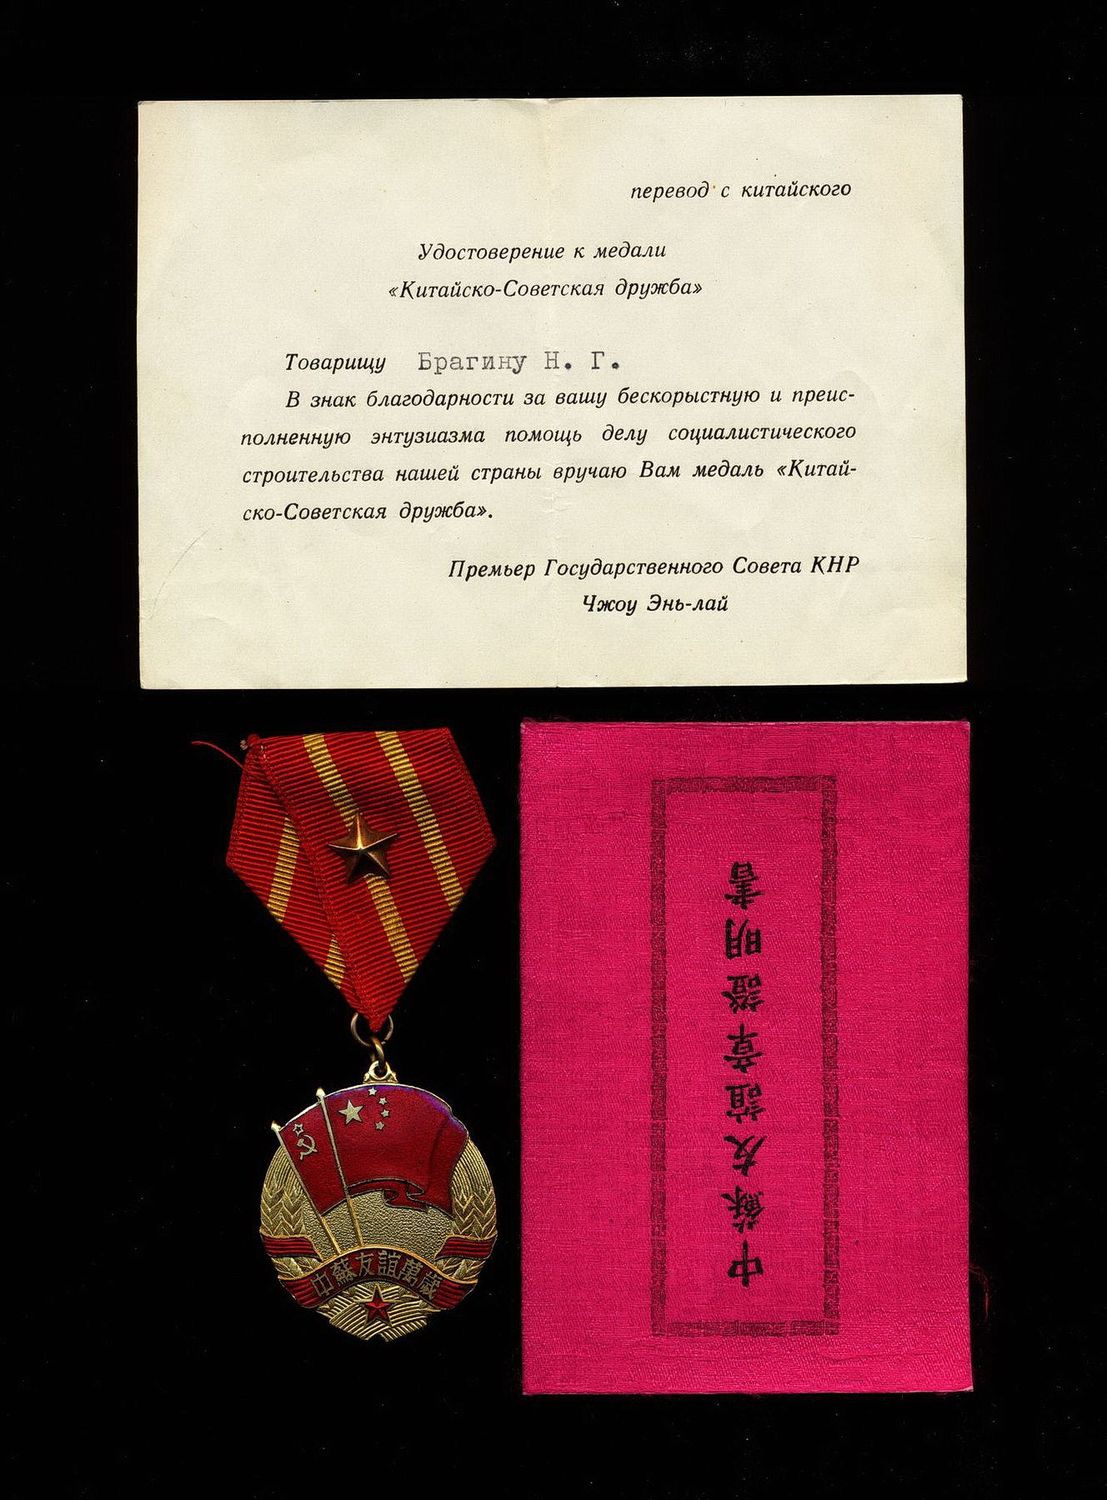 перевод с китайского
Удостоверение к медали
«Китайско-Советская дружба»
Товарищу Брагину Н. Г.
В знак благодарности за вашу бескорыстную и преис-
полненную энтузиазма помощь делу социалистического
строительства нашей страны вручаю Вам медаль «Китай-
ско-Советская дружба».
Премьер Государственного Совета КНР
Чжоу Энь-лай
中蘇友誼萬歲
中蘇友誼章證明書